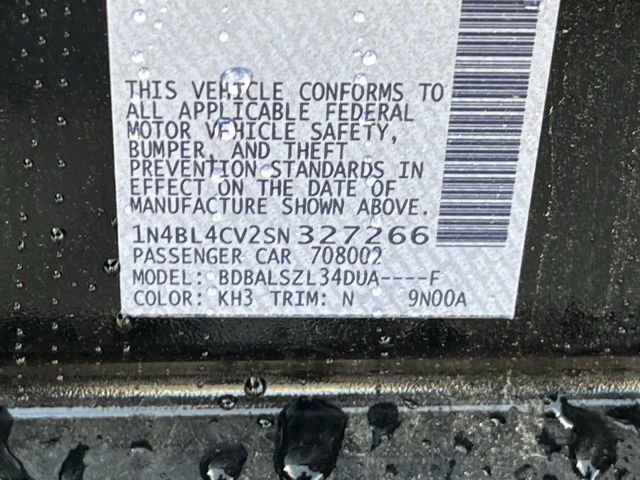 THIS VEHICLE CONFORMS TO
ALL APPLICABLE FEDERAL
MOTOR VEHICLE SAFETY,
BUMPER, AND THEFT
PREVENTION STANDARDS IN
EFFECT ON THE DATE OF
MANUFACTURE SHOWN ABOVE.
1N4BL4CV2SN327266
PASSENGER CAR 708002
MODEL: BDBALSZL34DUA----F
COLOR: KH3 TRIM: N 9N00A